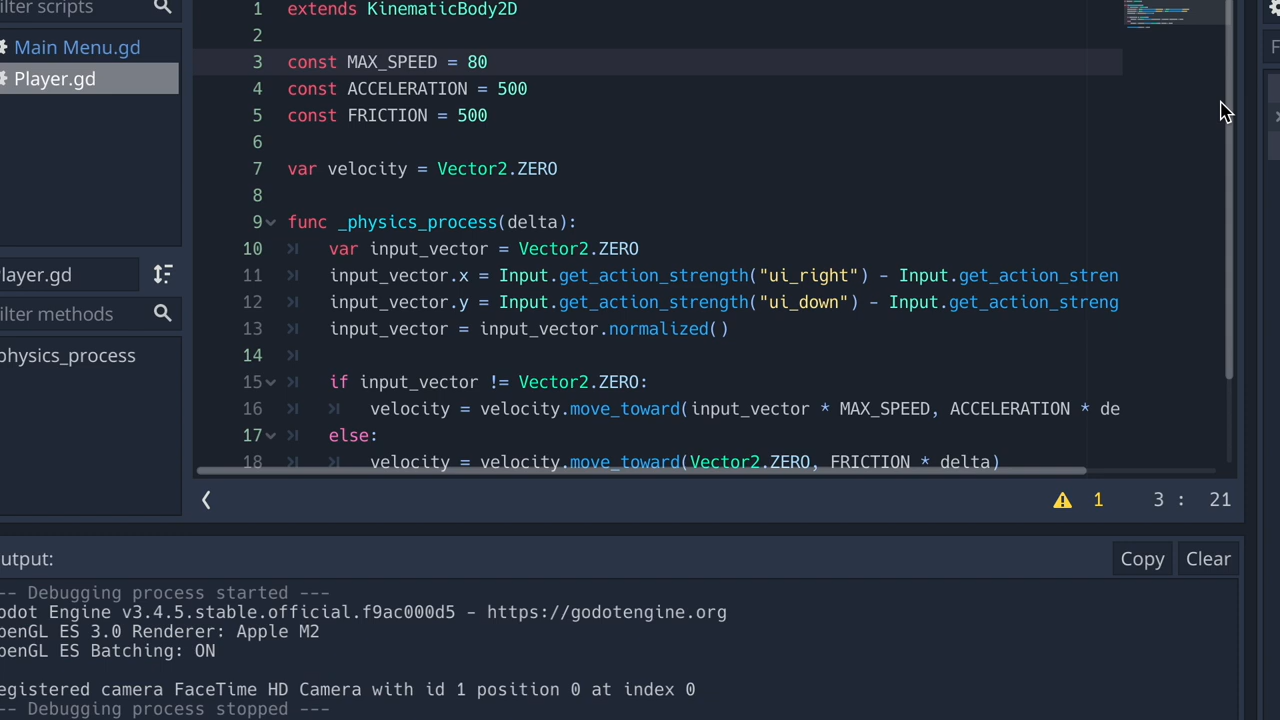 ilter scripts
Main Menu.gd
Player.gd
layer.gd
ilter methods
physics_process
1 extends KinematicBody2D
2
3 const MAX_SPEED = 80
4 const ACCELERATION = 500
5 const FRICTION = 500
6
7 var velocity = Vector2.ZERO
8
9 func _physics_process(delta):
10 var input_vector = Vector2.ZERO
11 input_vector.x = Input.get_action_strength("ui_right") - Input.get_action_stren
12 input_vector.y = Input.get_action_strength("ui_down") - Input.get_action_streng
13 input_vector = input_vector.normalized()
14
15 if input_vector != Vector2.ZERO:
16 velocity = velocity.move_toward(input_vector * MAX_SPEED, ACCELERATION * de
17 else:
18 velocity = velocity.move_toward(Vector2.ZERO, FRICTION * delta)
1 3 : 21
utput: Copy Clear
-- Debugging process started ---
odot Engine v3.4.5.stable.official.f9ac000d5 - https://godotengine.org
penGL ES 3.0 Renderer: Apple M2
penGL ES Batching: ON
egistered camera FaceTime HD Camera with id 1 position 0 at index 0
-- Debugging process stopped ---